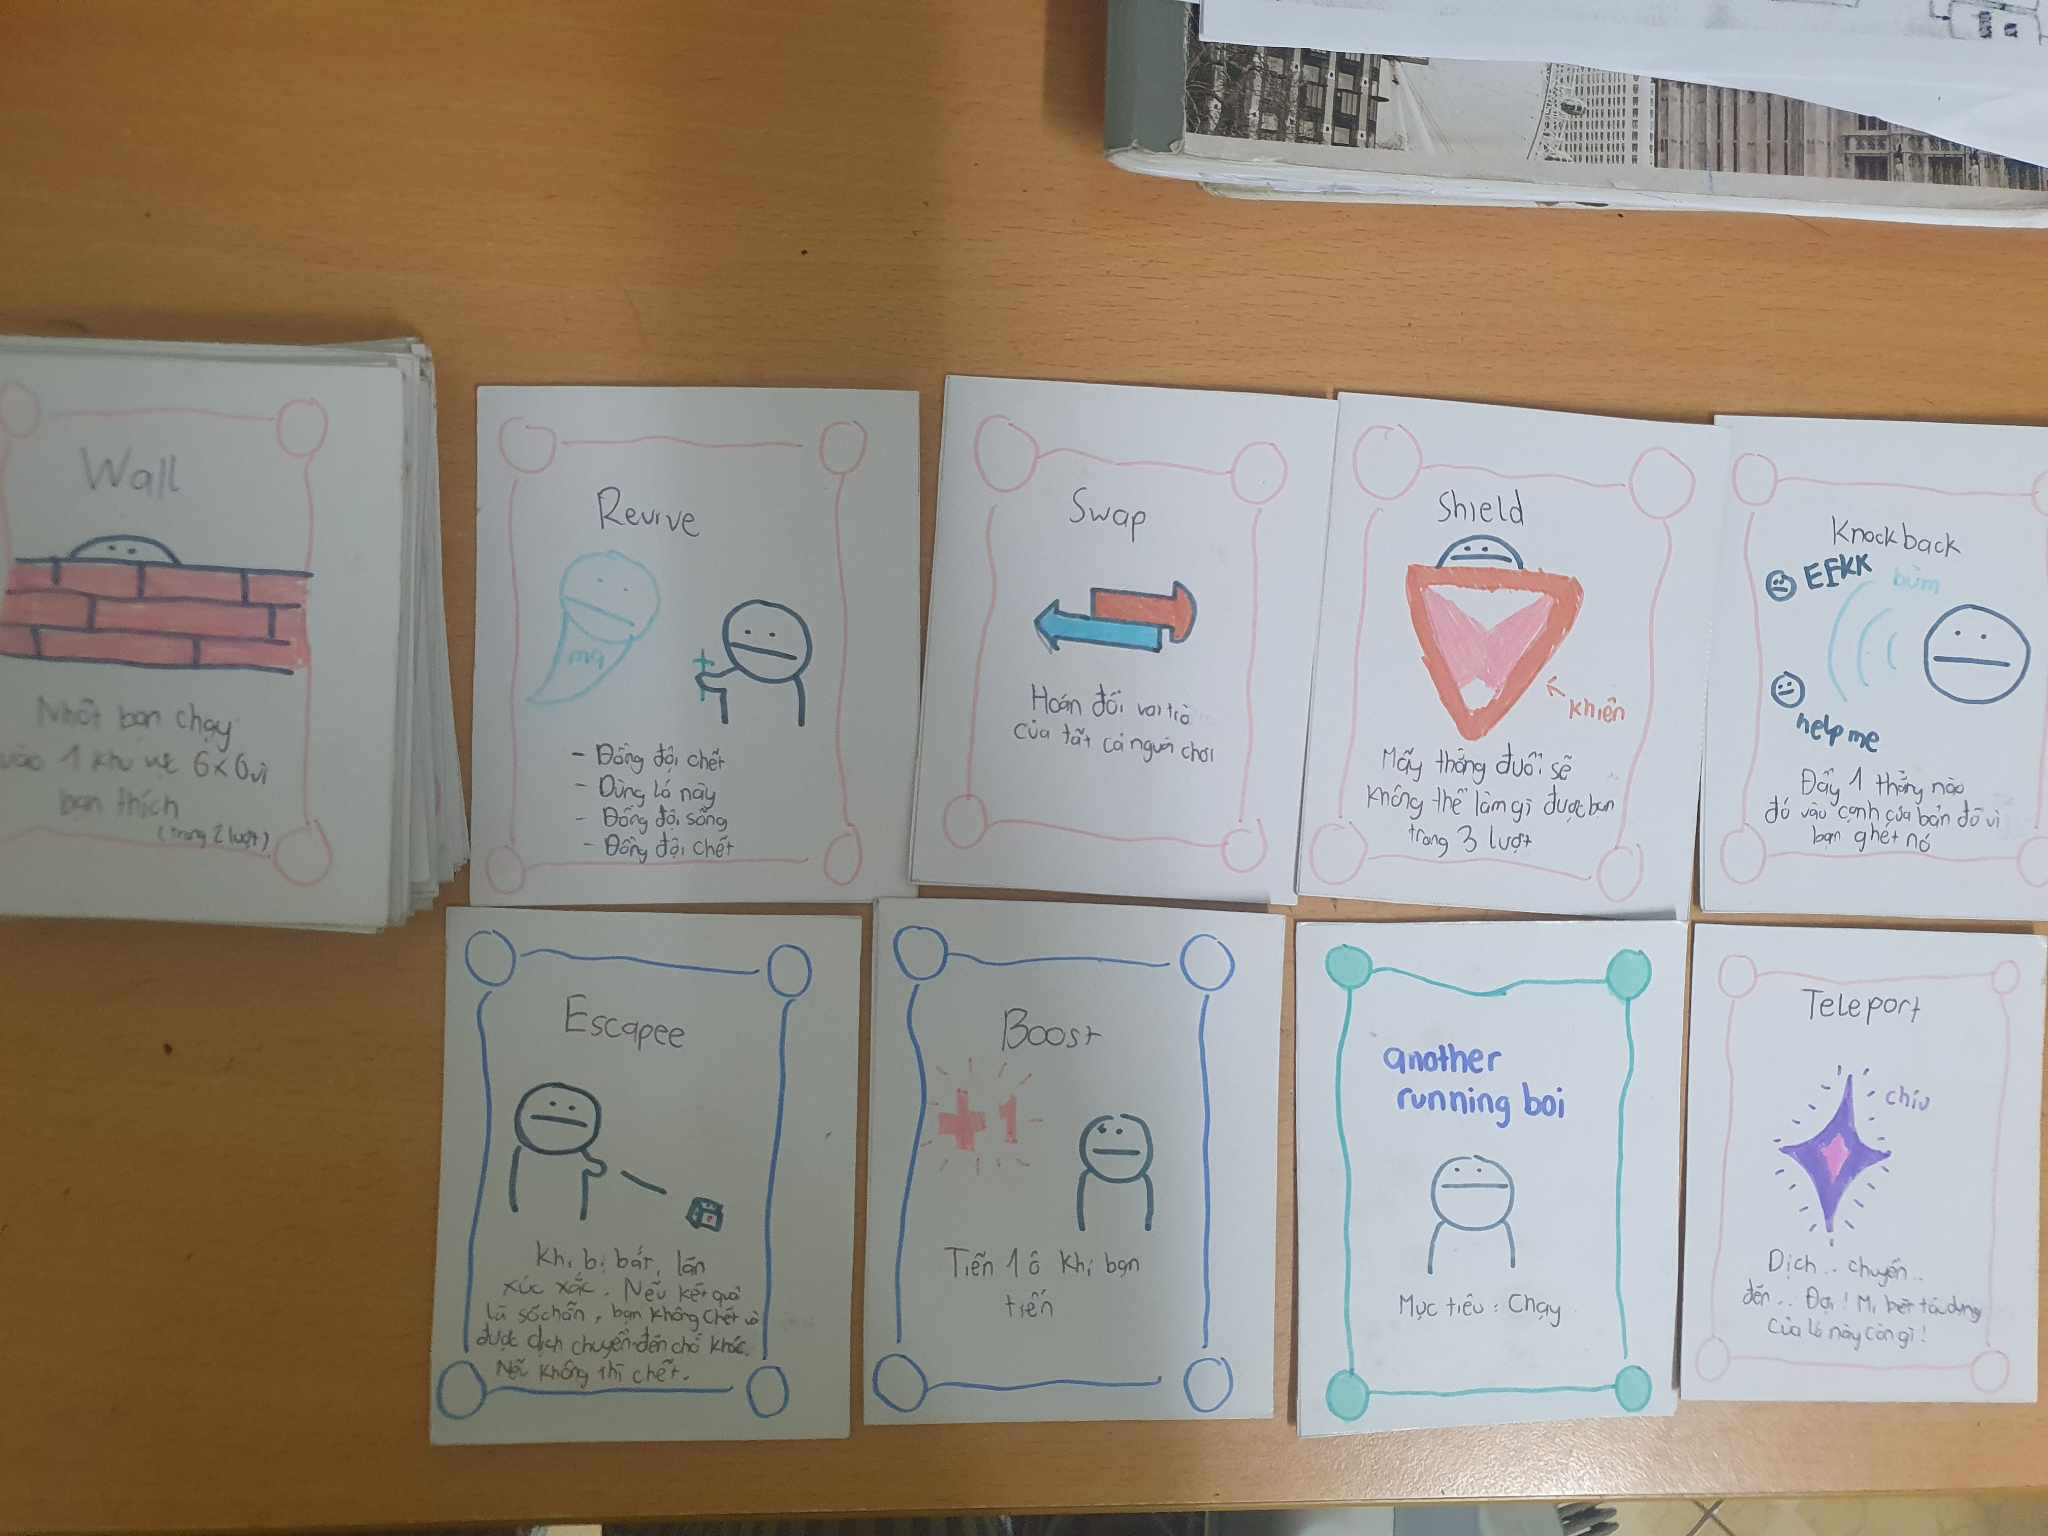 Wall
Nhốt bạn chạy
vào 1 khu vực 6x6 vì
bạn thích
(trong 2 lượt)
Revive
ma
- Đồng đội chết
- Dùng lá này
- Đồng đội sống
- Đồng đội chết
Swap
Hoán đổi vai trò
của tất cả người chơi
Shield
khiên
Mấy thằng đuổi sẽ
không thể làm gì được bạn
trong 3 lượt
Knockback
EEKK
bùm
help me
Đẩy 1 thằng nào
đó vào cạnh của bản đồ vì
bạn ghét nó
Escapee
Khi bị bắt, lăn
xúc xắc. Nếu kết quả
là số chẵn, bạn không chết và
được dịch chuyển đến chỗ khác.
Nếu không thì chết.
Boost
+1
Tiến 1 ô khi bạn
tiến
another
running boi
Mục tiêu: Chạy
Teleport
chíu
Dịch.. chuyển..
đến.. Đợi! Mi biết tác dụng
của lá này còn gì!